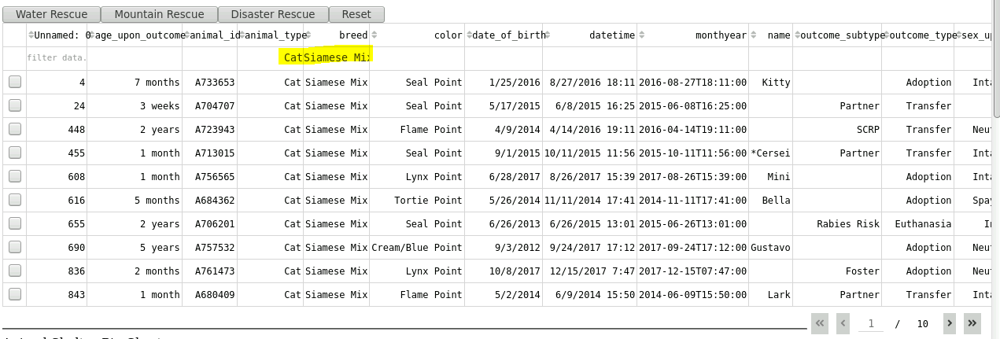 Water Rescue Mountain Rescue Disaster Rescue Reset
Unnamed: 0 age_upon_outcome animal_id animal_type breed color date_of_birth datetime monthyear name outcome_subtype outcome_type sex_up
filter data. Cat Siamese Mix
4 7 months A733653 Cat Siamese Mix Seal Point 1/25/2016 8/27/2016 18:11 2016-08-27T18:11:00 Kitty Adoption Inta
24 3 weeks A704707 Cat Siamese Mix Seal Point 5/17/2015 6/8/2015 16:25 2015-06-08T16:25:00 Partner Transfer
448 2 years A723943 Cat Siamese Mix Flame Point 4/9/2014 4/14/2016 19:11 2016-04-14T19:11:00 SCRP Transfer Neut
455 1 month A713015 Cat Siamese Mix Seal Point 9/1/2015 10/11/2015 11:56 2015-10-11T11:56:00 *Cersei Partner Transfer Inta
608 1 month A756565 Cat Siamese Mix Lynx Point 6/28/2017 8/26/2017 15:39 2017-08-26T15:39:00 Mini Adoption Inta
616 5 months A684362 Cat Siamese Mix Tortie Point 5/26/2014 11/11/2014 17:41 2014-11-11T17:41:00 Bella Adoption Spay
655 2 years A706201 Cat Siamese Mix Seal Point 6/26/2013 6/26/2015 13:01 2015-06-26T13:01:00 Rabies Risk Euthanasia In
690 5 years A757532 Cat Siamese Mix Cream/Blue Point 9/3/2012 9/24/2017 17:12 2017-09-24T17:12:00 Gustavo Adoption Neut
836 2 months A761473 Cat Siamese Mix Lynx Point 10/8/2017 12/15/2017 7:47 2017-12-15T07:47:00 Foster Adoption Neut
843 1 month A680409 Cat Siamese Mix Flame Point 5/2/2014 6/9/2014 15:50 2014-06-09T15:50:00 Lark Partner Transfer Inta
1 / 10